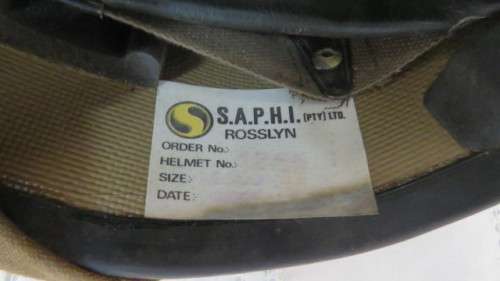 S.A.P.H.I. (PTY) LTD.
ROSSLYN
ORDER No:
HELMET No:
SIZE:
DATE: